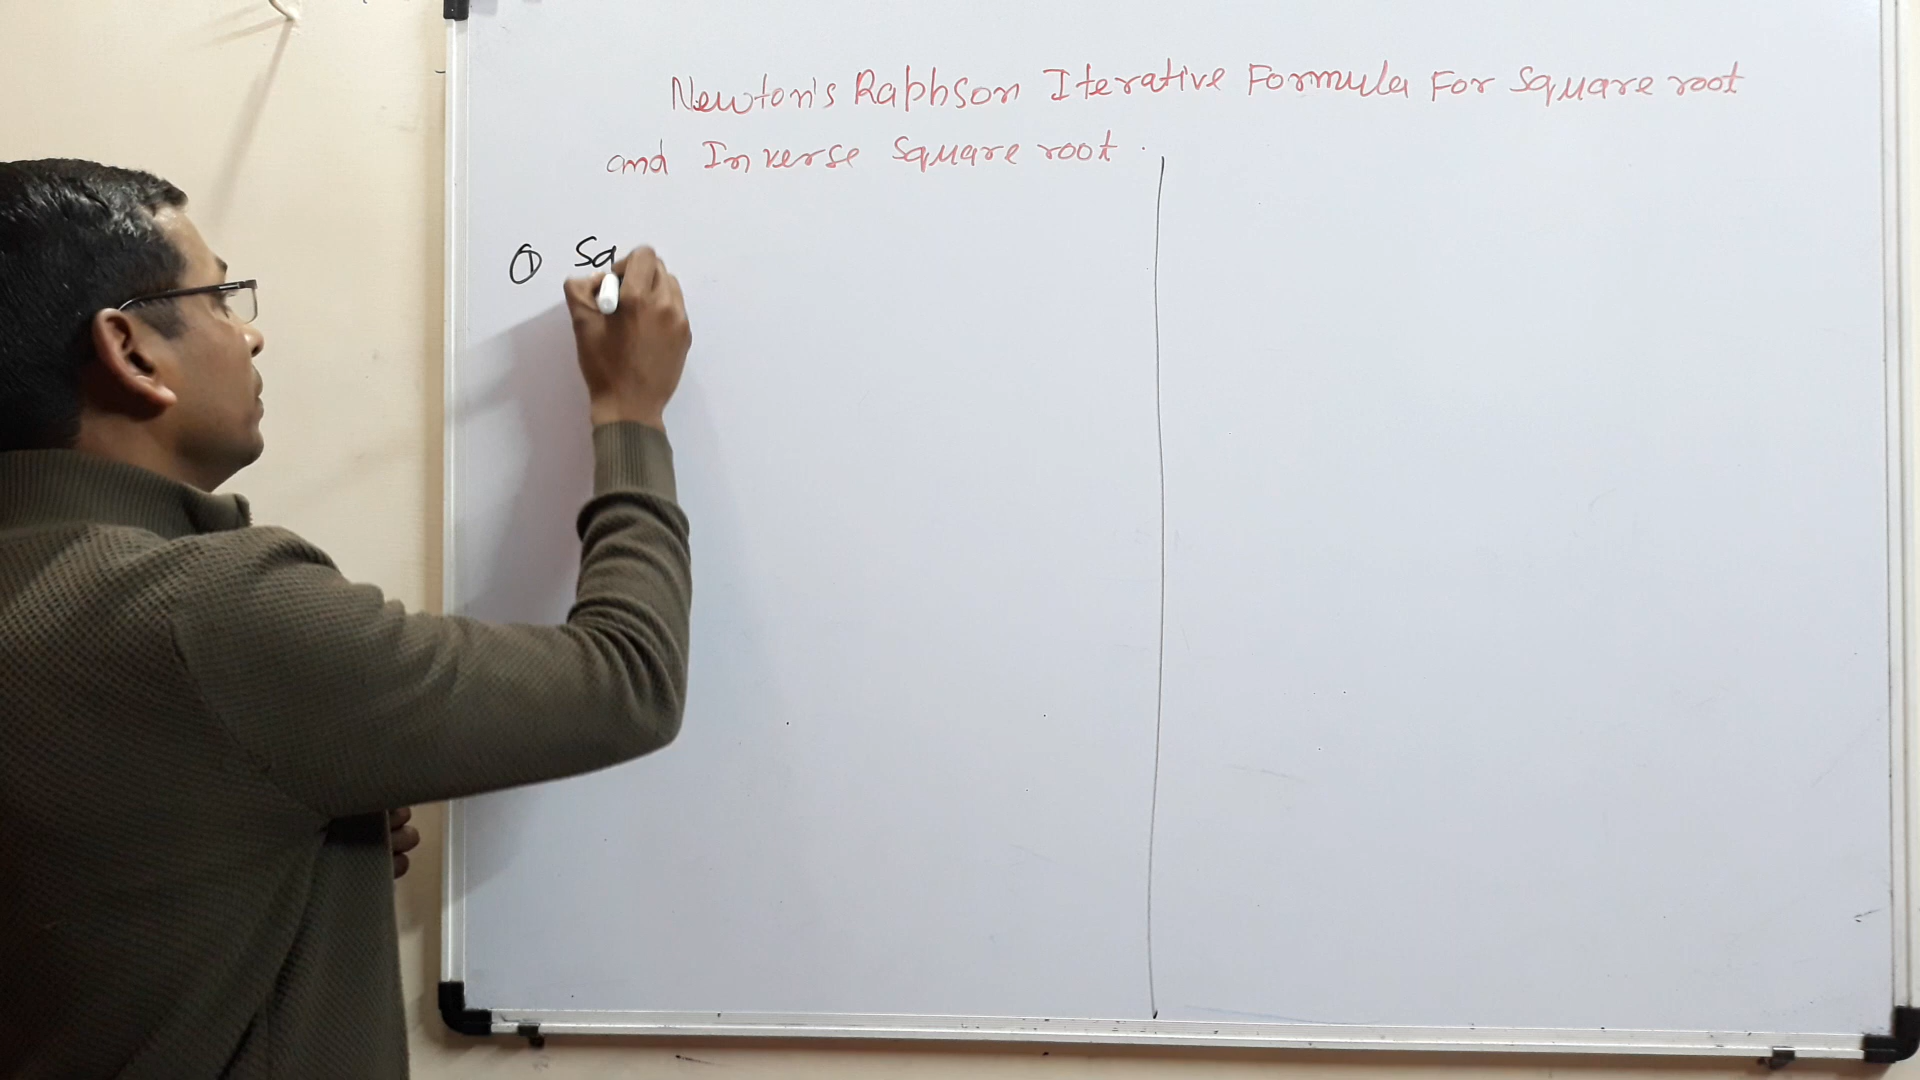 Newton's Raphson Iterative Formula For Square root
and Inverse Square root.
① Sq